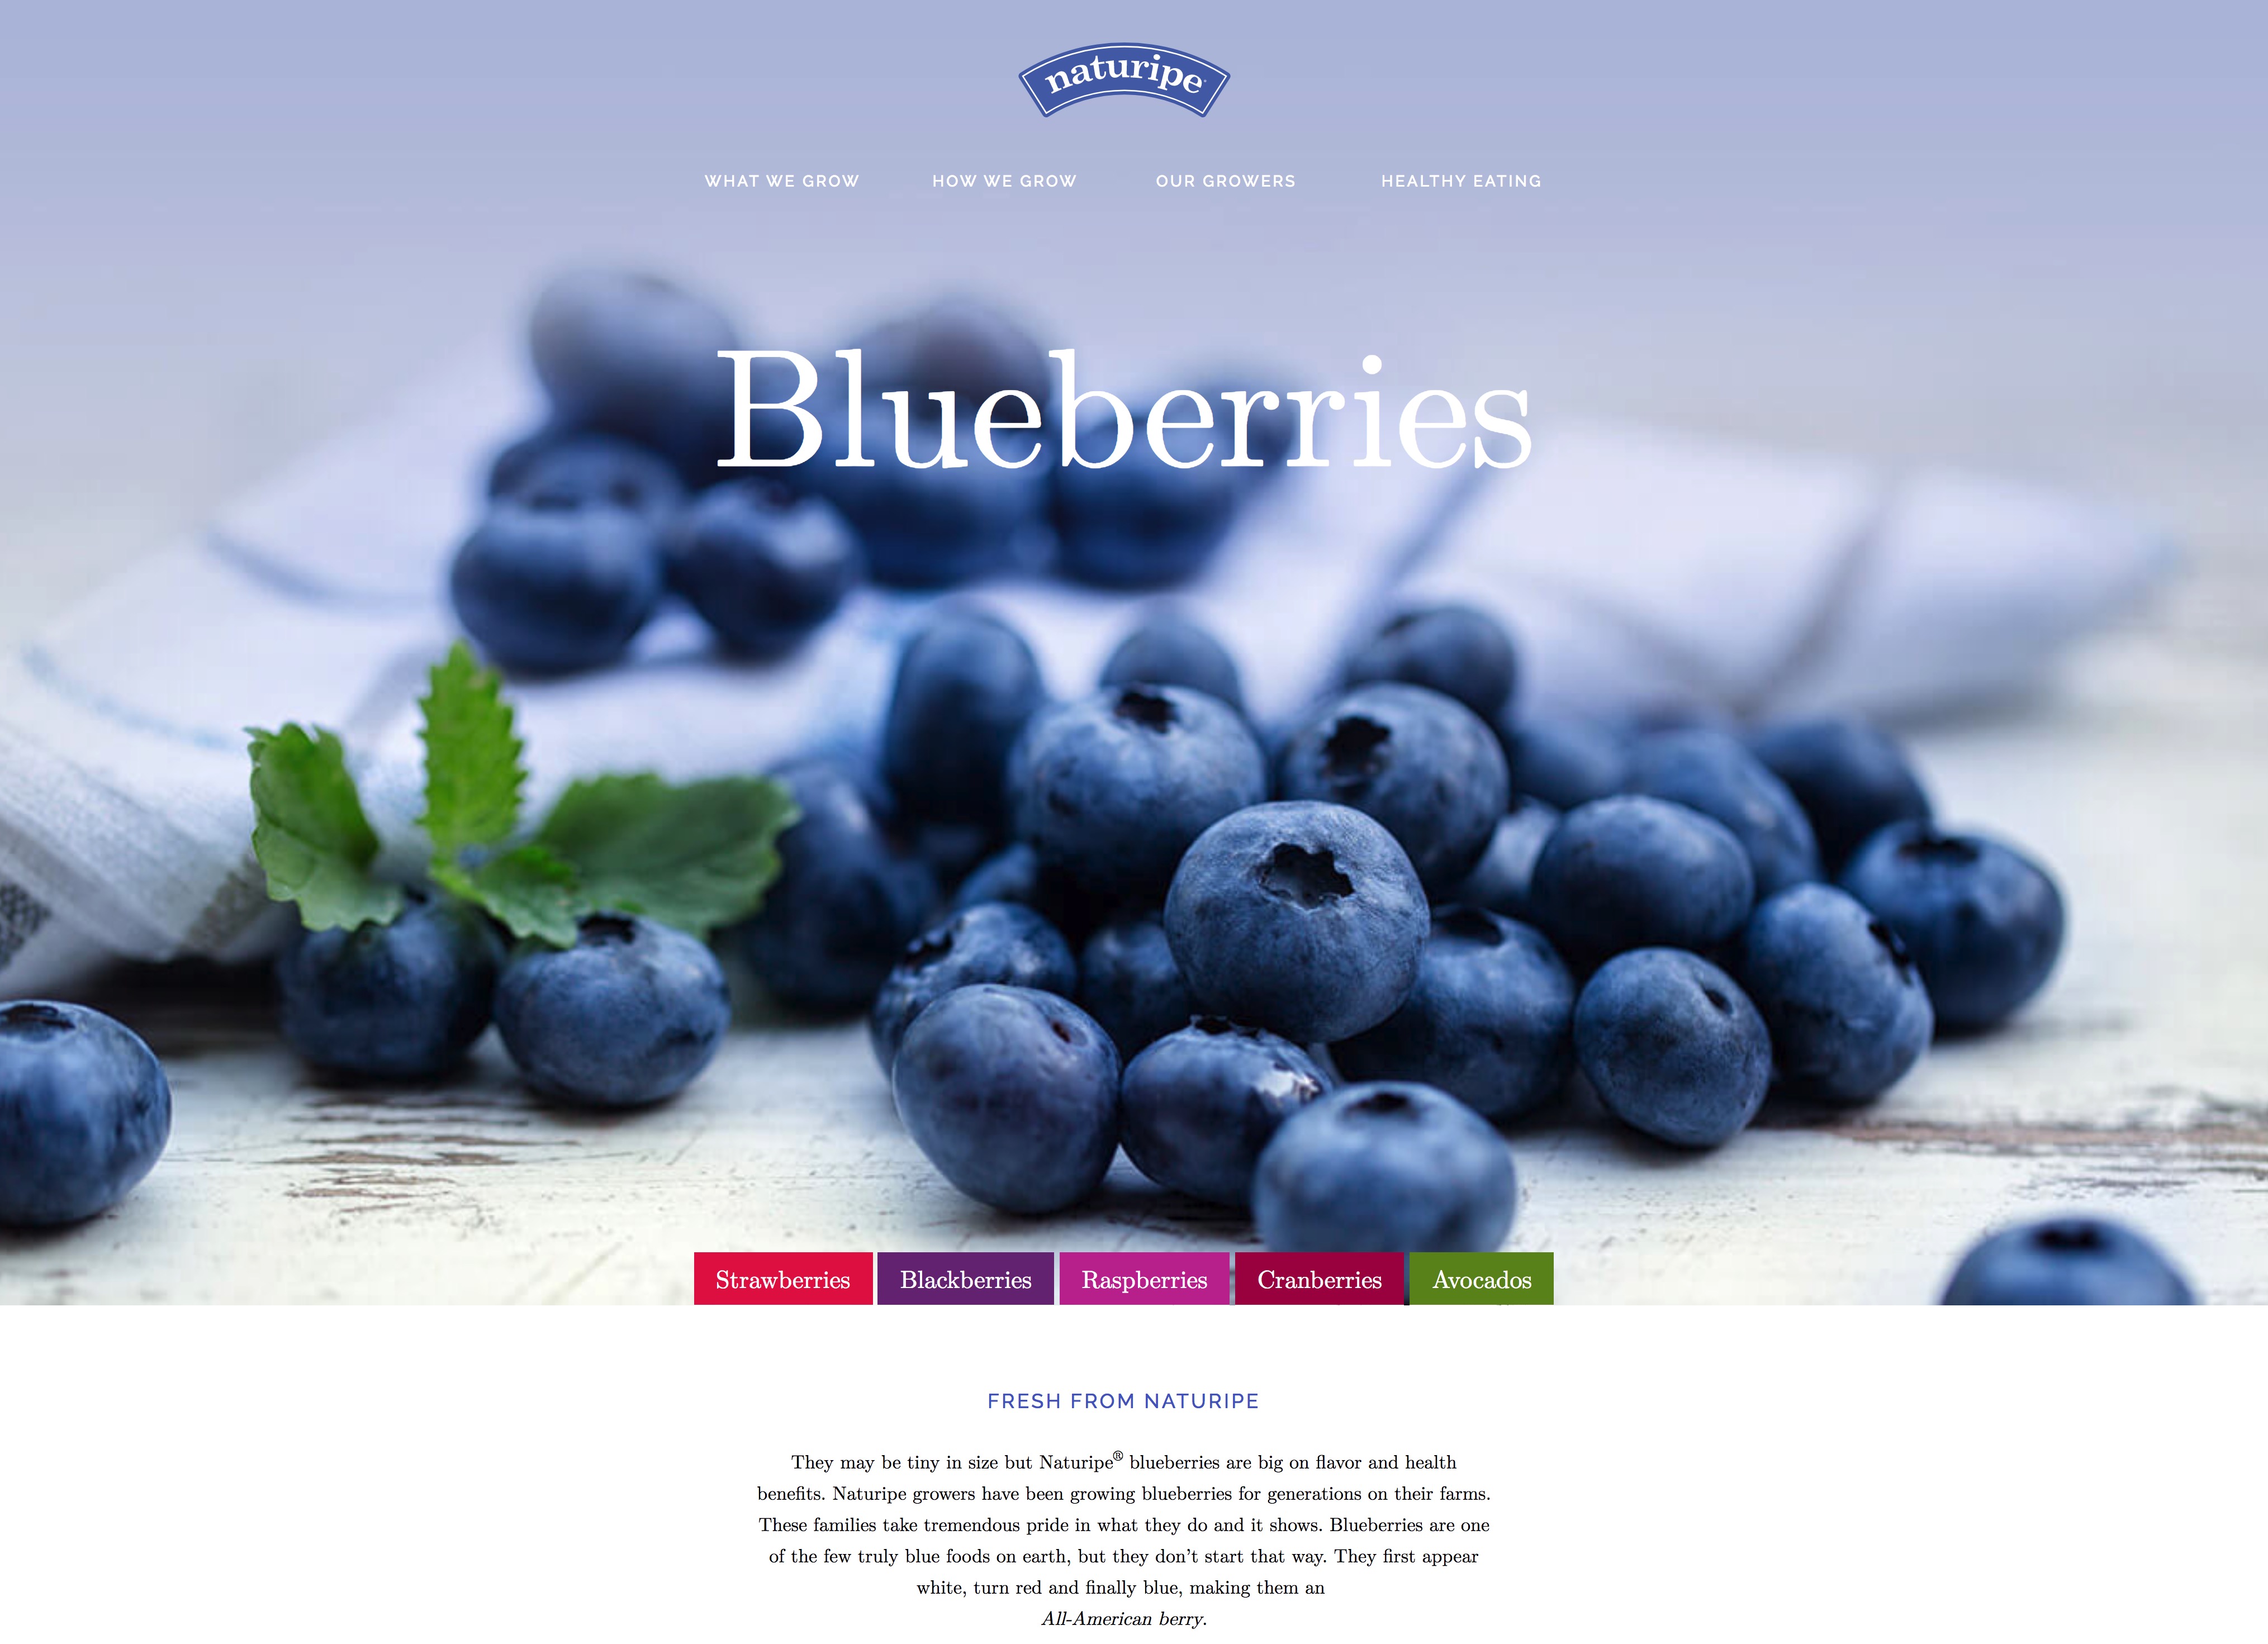 naturipe
WHAT WE GROW HOW WE GROW OUR GROWERS HEALTHY EATING
Blueberries
Strawberries Blackberries Raspberries Cranberries Avocados
FRESH FROM NATURIPE
They may be tiny in size but Naturipe® blueberries are big on flavor and health
benefits. Naturipe growers have been growing blueberries for generations on their farms.
These families take tremendous pride in what they do and it shows. Blueberries are one
of the few truly blue foods on earth, but they don’t start that way. They first appear
white, turn red and finally blue, making them an
All-American berry.